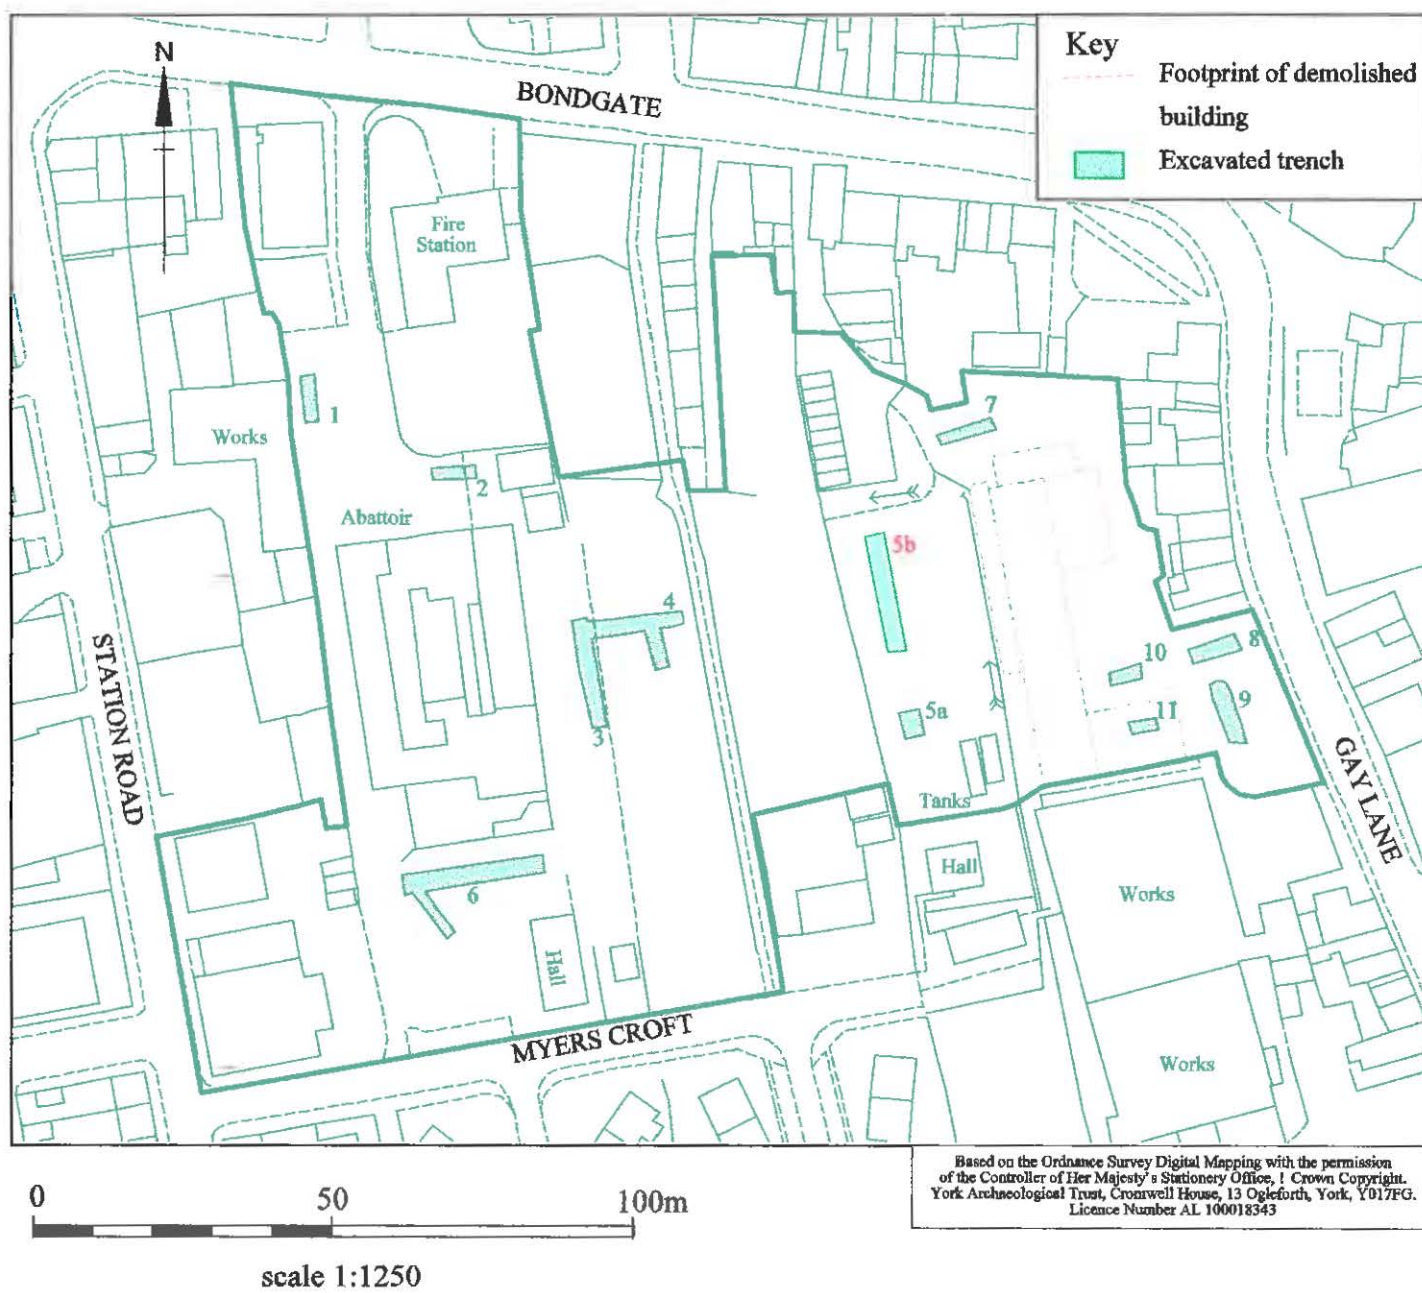 Key
Footprint of demolished
building
Excavated trench
N
BONDGATE
Fire
Station
1
Works
2
Abattoir
7
5b
4
3
5a
10
8
11
9
STATION ROAD
GAY LANE
Tanks
6
Hall
Hall
Works
MYERS CROFT
Works
Based on the Ordnance Survey Digital Mapping with the permission
of the Controller of Her Majesty's Stationery Office, ! Crown Copyright.
York Archaeological Trust, Cromwell House, 13 Ogleforth, York, YO17FG.
Licence Number AL 100018343
0 50 100m
scale 1:1250